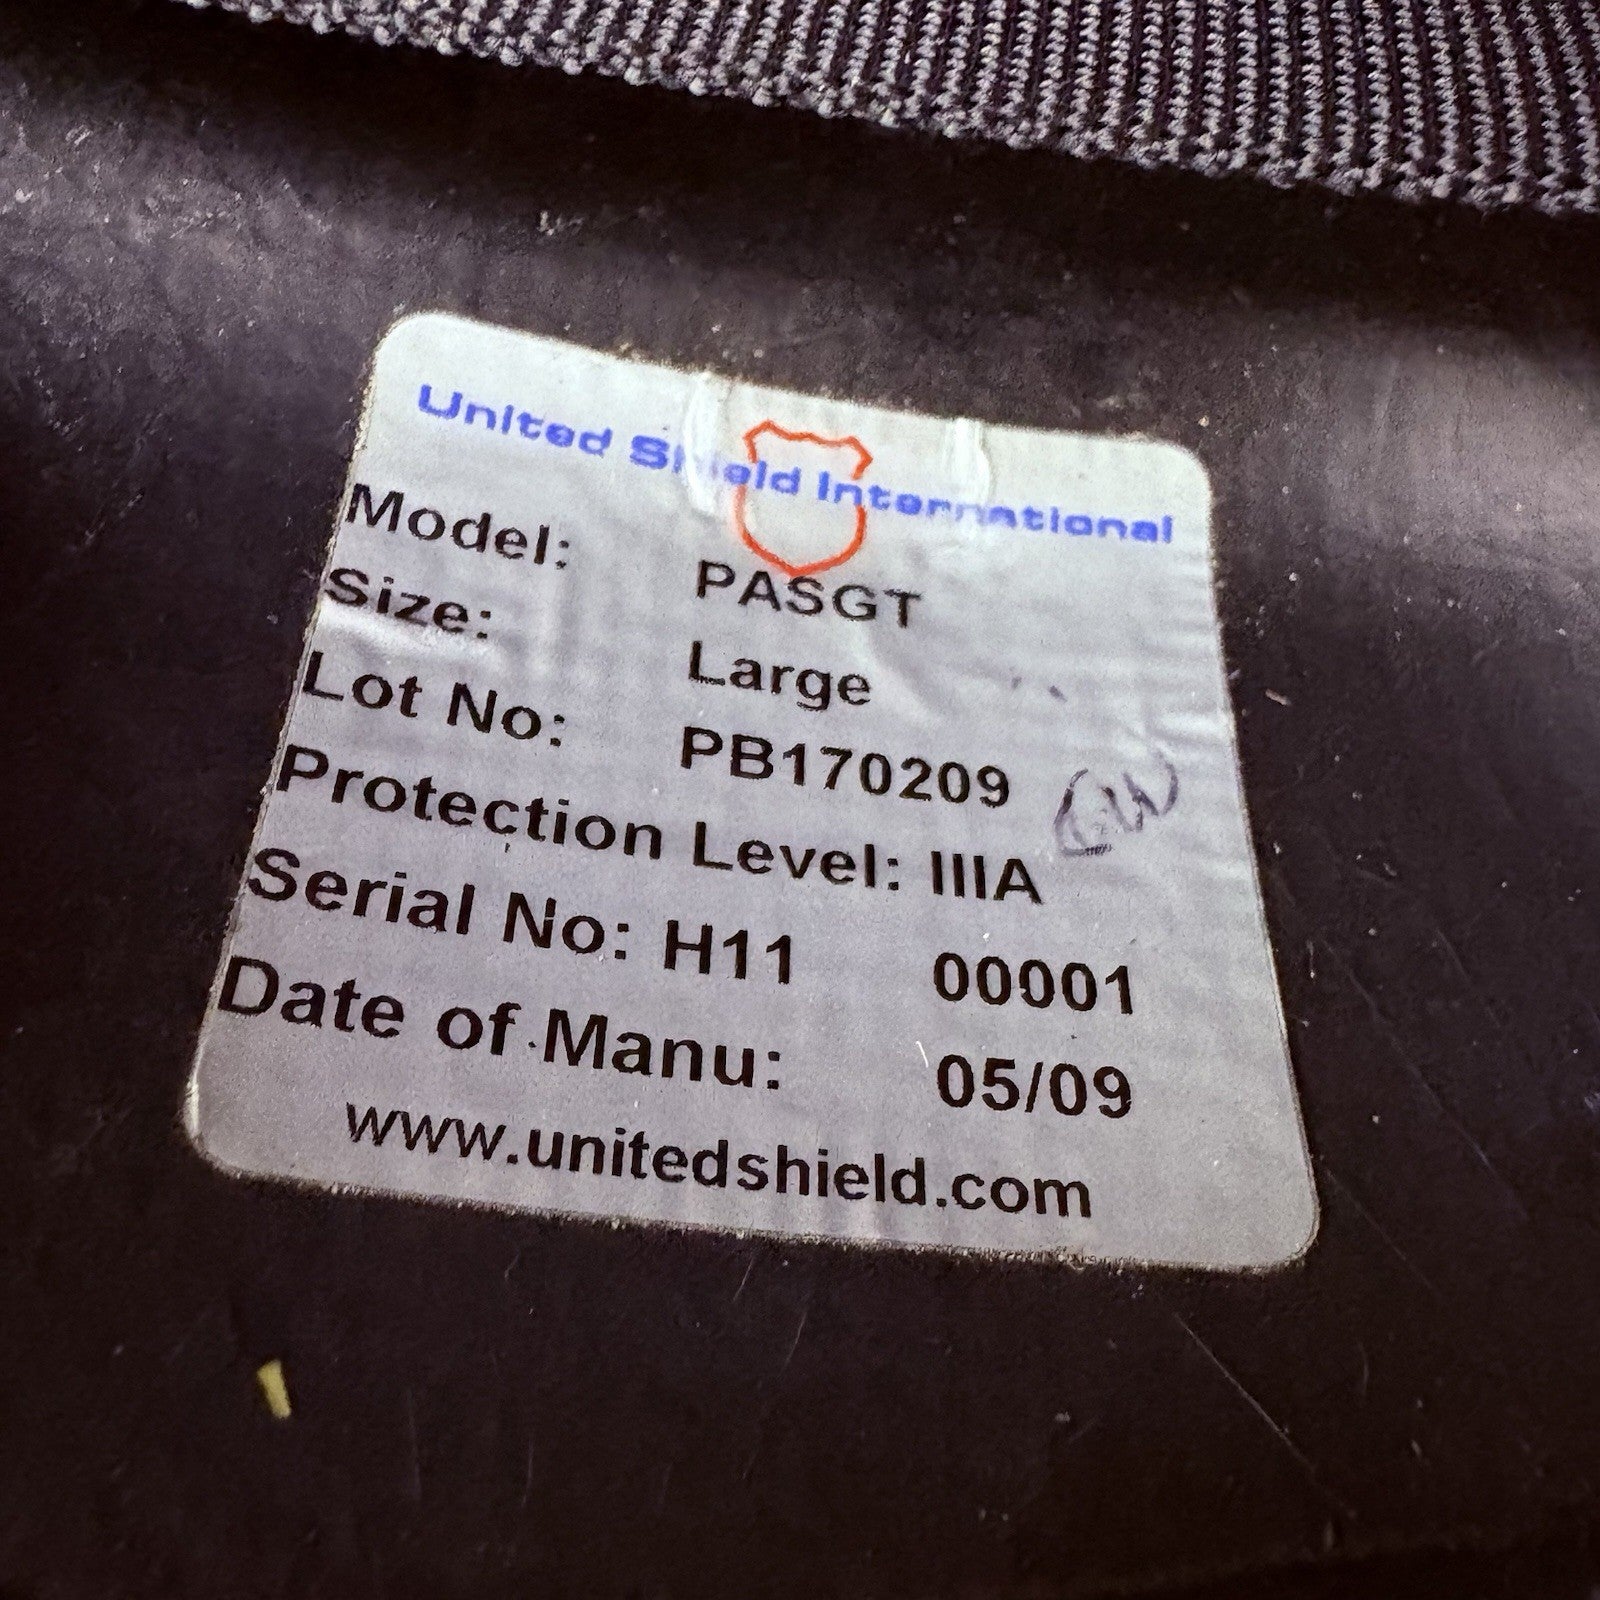 United Shield International
Model: PASGT
Size: Large
Lot No: PB170209
Protection Level: IIIA
Serial No: H11 00001
Date of Manu: 05/09
www.unitedshield.com